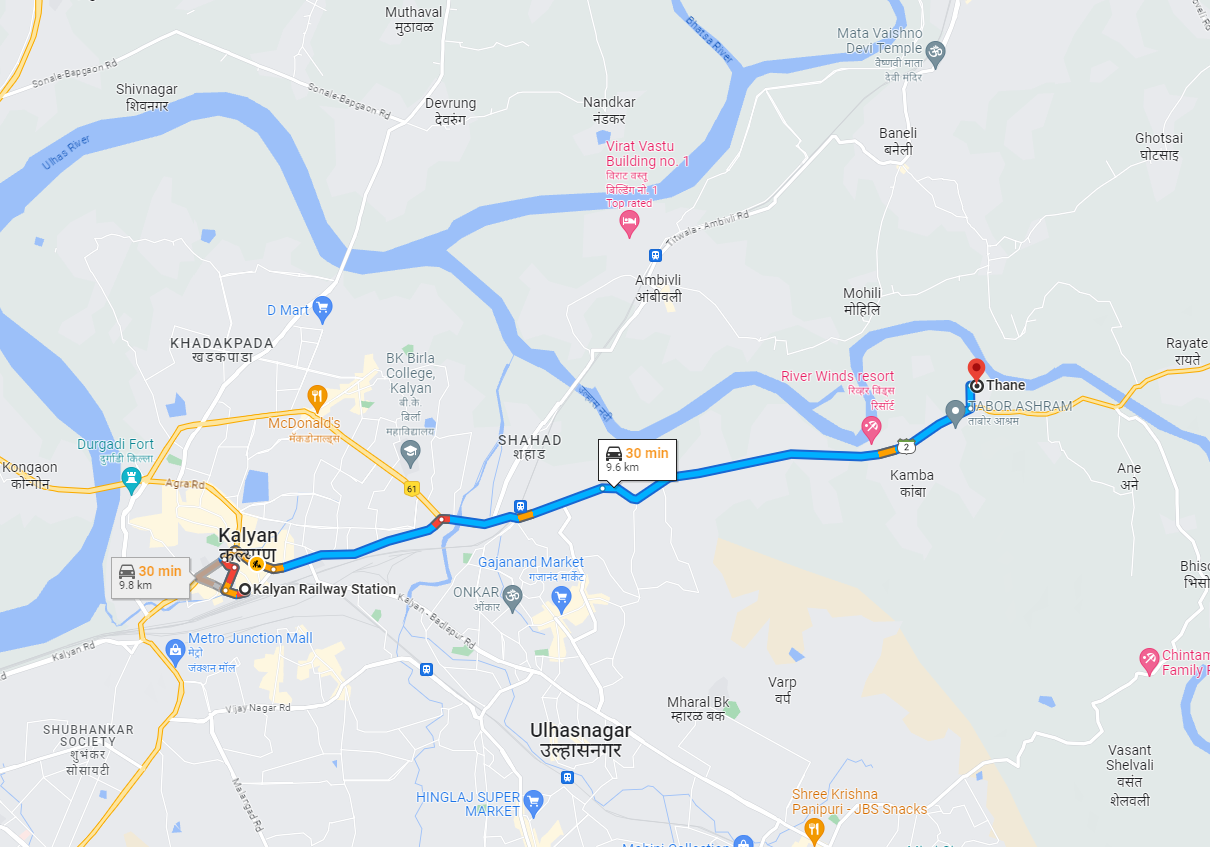 Muthaval
मुठावळ
Bhatsa River
Mata Vaishno
Devi Temple
वैष्णवी माता
देवी मंदिर
Sonale-Bapgaon Rd
Shivnagar
शिवनगर
Sonale-Bapgaon Rd
Devrung
देवरुंग
Nandkar
नंडकर
Baneli
बनेली
Ghotsai
घोटसाइ
Ulhas River
Virat Vastu
Building no. 1
विराट वस्तू
बिल्डिंग नो. 1
Top rated
Titwala - Ambivli Rd
Ambivli
आंबीवली
Mohili
मोहिलि
D Mart
KHADAKPADA
खडकपाडा
BK Birla
College,
Kalyan
बी के
बिर्ला
महाविद्यालय
Rayate
रायते
River Winds resort
रिव्हर विंड्स
रिसॉर्ट
Thane
TABOR ASHRAM
ताबोर आश्रम
McDonald's
मॅकडोनाल्ड्स
Durgadi Fort
दुर्गाडी किल्ला
SHAHAD
शहाड
30 min
9.6 km
2
Kongaon
कोन्गोन
Agra Rd
61
Kamba
कांबा
Ane
अने
Kalyan
कल्याण
30 min
9.8 km
Kalyan Railway Station
Gajanand Market
गजानंद मार्केट
ONKAR
ओंकार
Kalyan - Badlapur Rd
Metro Junction Mall
मेट्रो
जंक्शन मॉल
Kalyan Rd
Vijay Nagar Rd
Varp
वर्प
Mharal Bk
म्हारळ बक
SHUBHANKAR
SOCIETY
शुभंकर
सोसायटी
Ulhasnagar
उल्हासनगर
Malangad Rd
Vasant
Shelvali
वसंत
शेलवली
HINGLAJ SUPER
MARKET
Shree Krishna
Panipuri - JBS Snacks